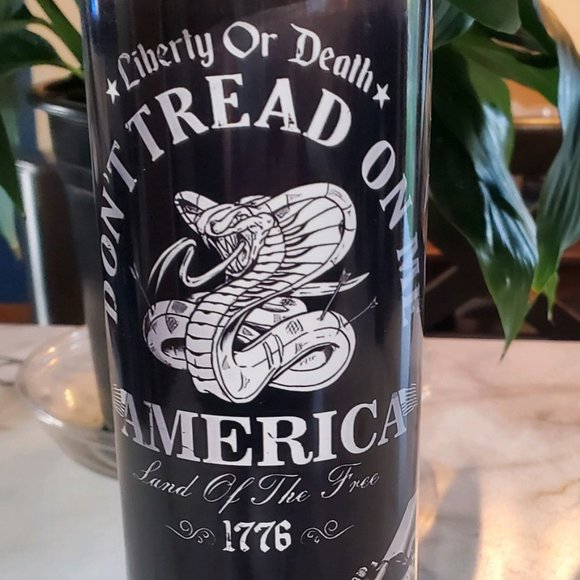 Liberty Or Death
DON'T TREAD ON ME
AMERICA
Land Of The Free
1776